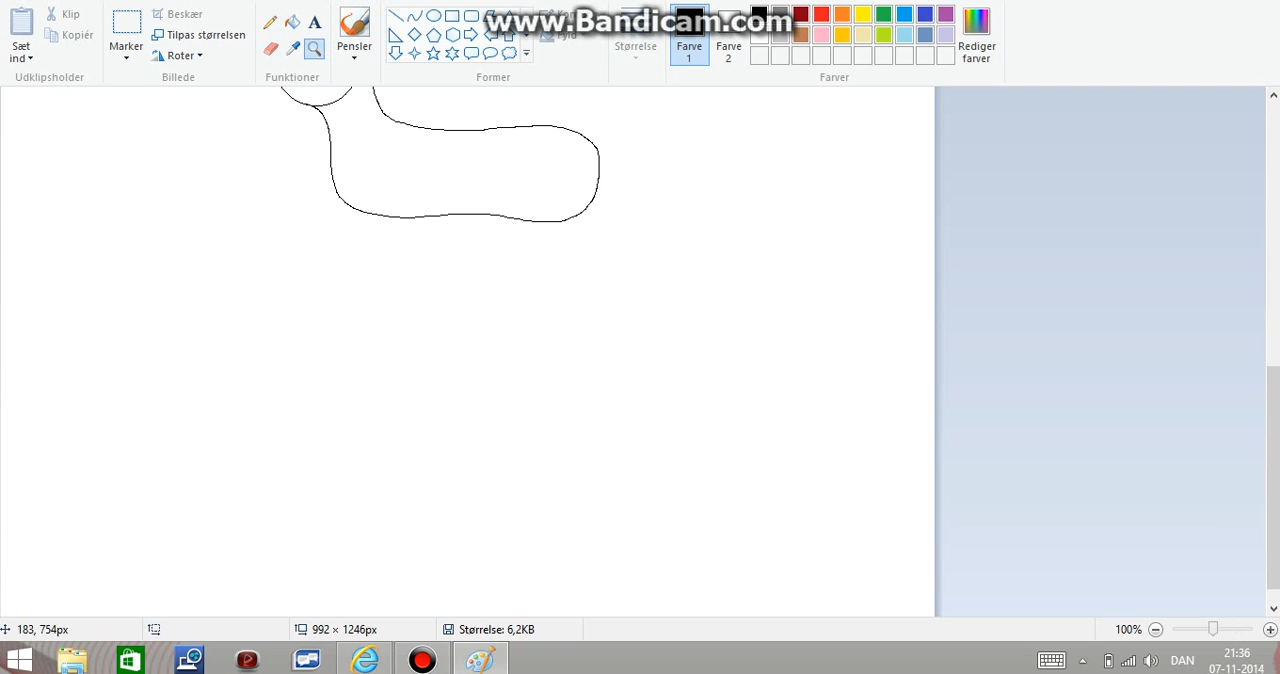 www.Bandicam.com
Sæt ind
Klip
Kopiér
Udklipsholder
Marker
Beskær
Tilpas størrelsen
Roter
Billede
A
Funktioner
Pensler
Former
Størrelse
Farve 1
Farve 2
Rediger farver
Farver
183, 754px
992 × 1246px
Størrelse: 6,2KB
100%
DAN
21:36
07-11-2014